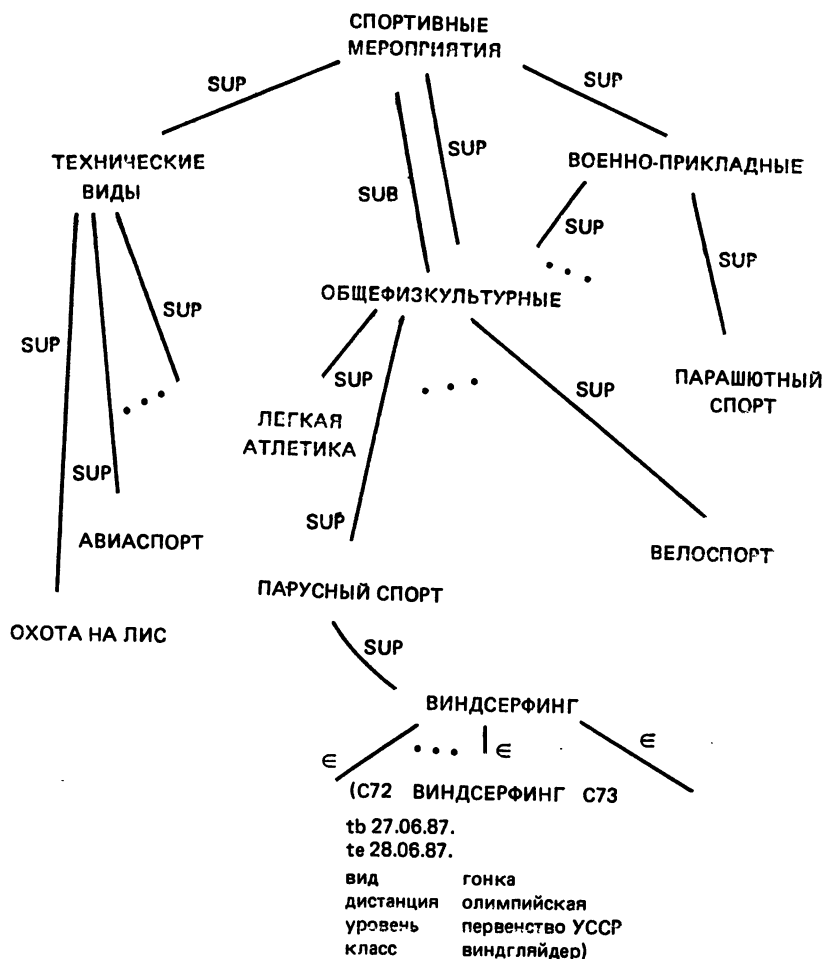 СПОРТИВНЫЕ
МЕРОПРИЯТИЯ
SUP
SUP
ТЕХНИЧЕСКИЕ
ВИДЫ
SUB
SUP
ВОЕННО-ПРИКЛАДНЫЕ
SUP
...
SUP
ОБЩЕФИЗКУЛЬТУРНЫЕ
SUP
SUP
...
SUP
...
SUP
ПАРАШЮТНЫЙ
СПОРТ
ЛЕГКАЯ
АТЛЕТИКА
SUP
SUP
АВИАСПОРТ
ВЕЛОСПОРТ
ПАРУСНЫЙ СПОРТ
ОХОТА НА ЛИС
SUP
ВИНДСЕРФИНГ
∈ ... ∈ ∈
(С72 ВИНДСЕРФИНГ С73
tb 27.06.87.
te 28.06.87.
вид гонка
дистанция олимпийская
уровень первенство УССР
класс виндгляйдер)